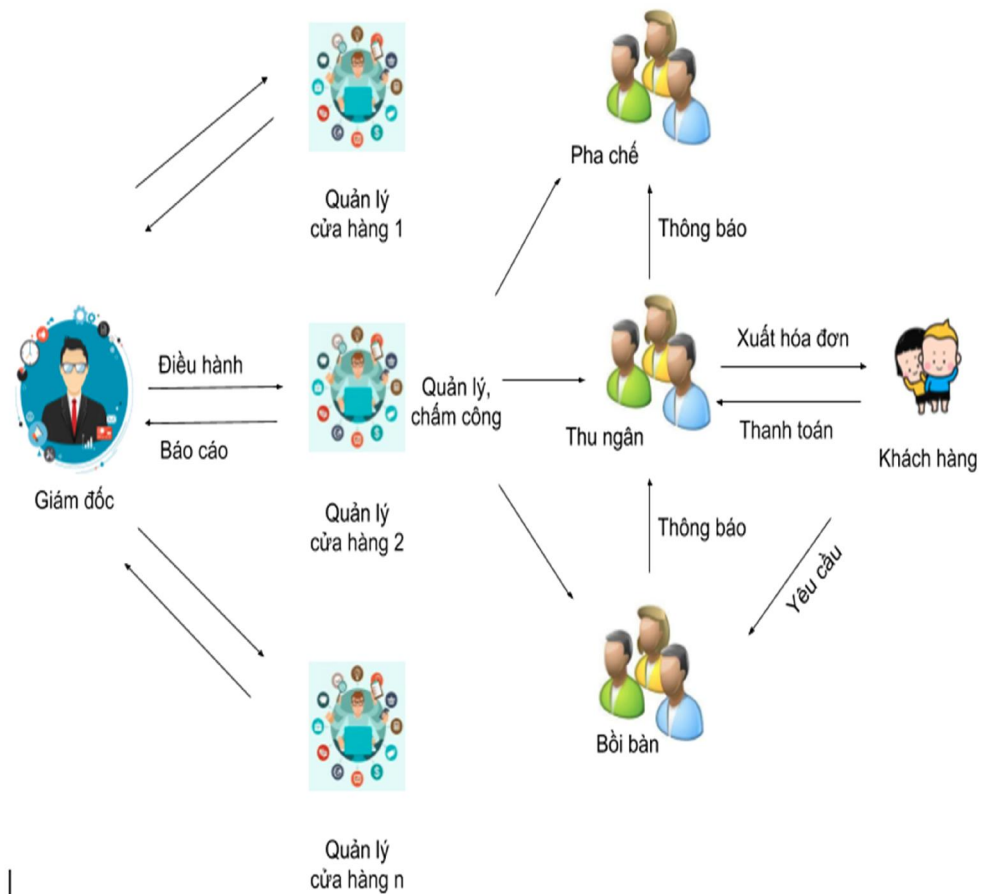 Quản lý
cửa hàng 1
Pha chế
Thông báo
Điều hành
Báo cáo
Giám đốc
Quản lý,
chấm công
Quản lý
cửa hàng 2
Thu ngân
Xuất hóa đơn
Thanh toán
Khách hàng
Thông báo
Yêu cầu
Bồi bàn
Quản lý
cửa hàng n